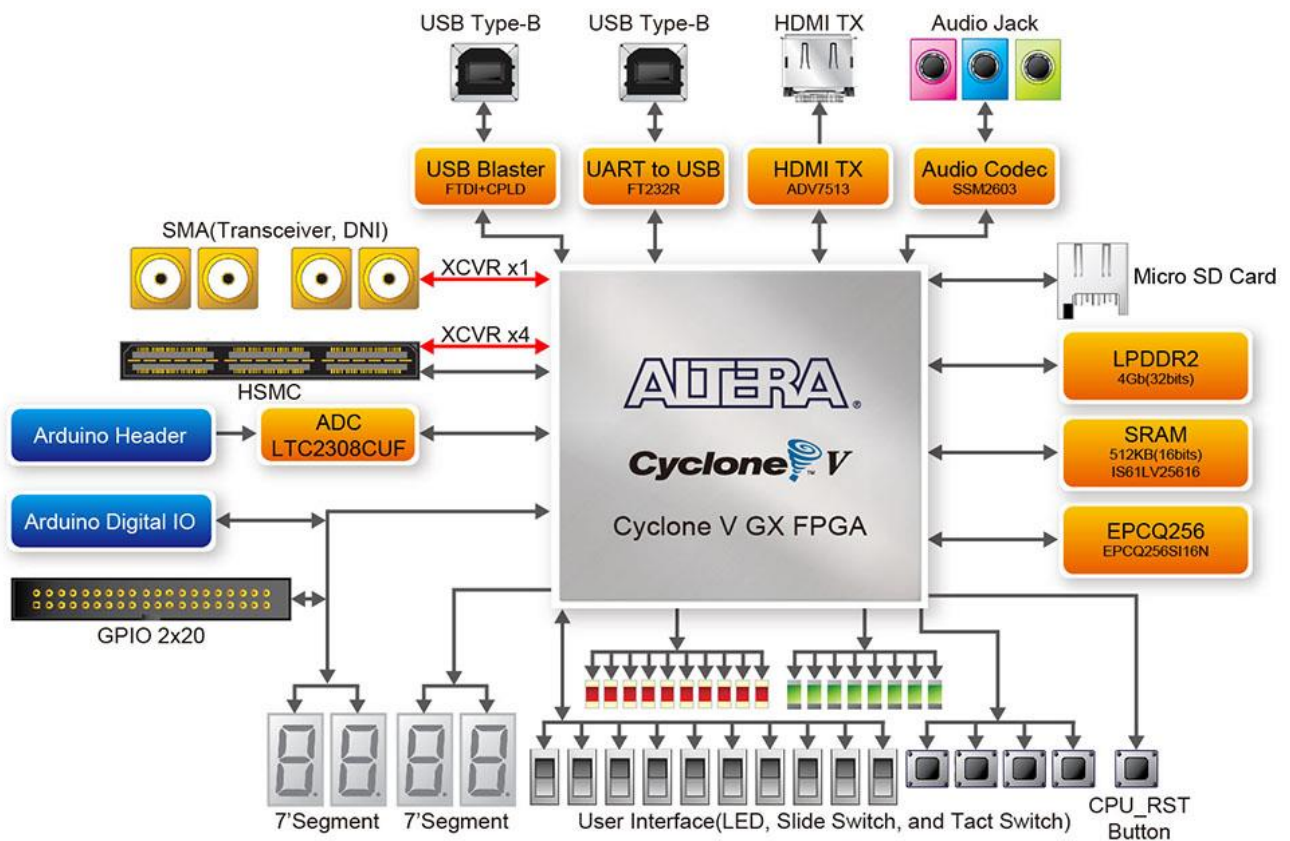 USB Type-B
USB Type-B
HDMI TX
Audio Jack
USB Blaster
FTDI+CPLD
UART to USB
FT232R
HDMI TX
ADV7513
Audio Codec
SSM2603
SMA(Transceiver, DNI)
XCVR x1
Micro SD Card
XCVR x4
HSMC
LPDDR2
4Gb(32bits)
ALTERA®
Arduino Header
ADC
LTC2308CUF
SRAM
512KB(16bits)
IS61LV25616
Cyclone™ V
Cyclone V GX FPGA
Arduino Digital IO
EPCQ256
EPCQ256SI16N
GPIO 2x20
7'Segment
7'Segment
User Interface(LED, Slide Switch, and Tact Switch)
CPU_RST
Button